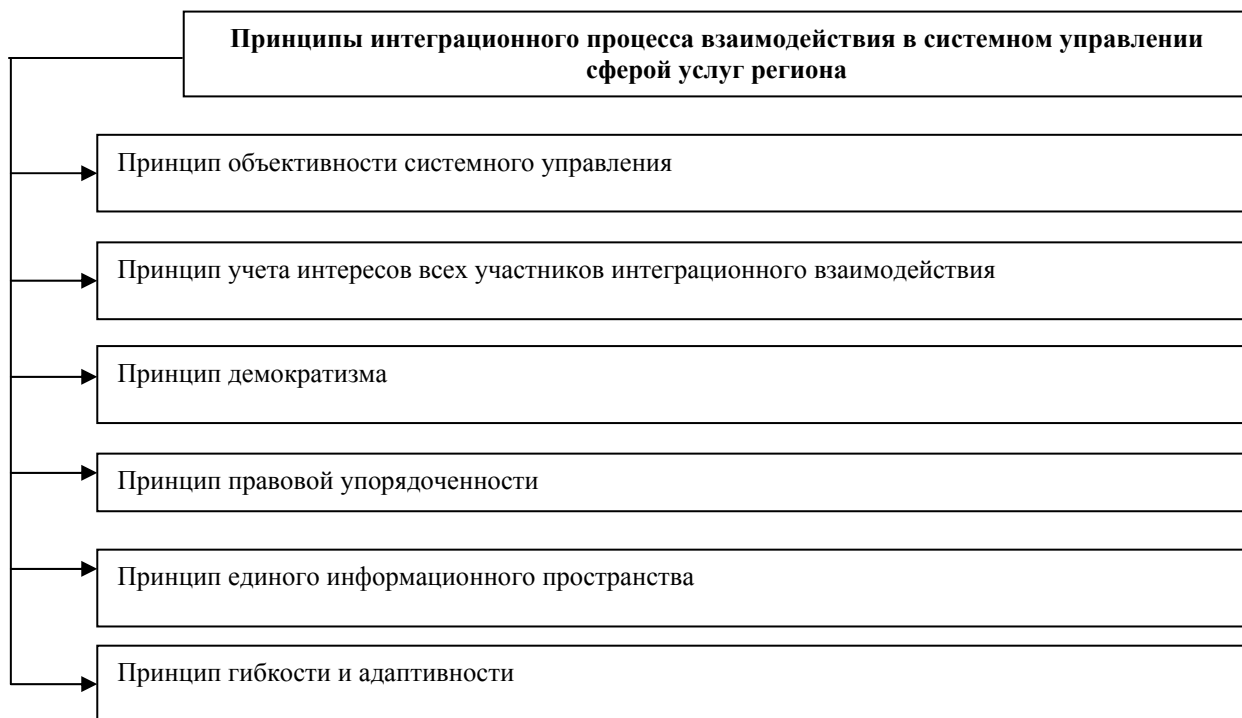 Принципы интеграционного процесса взаимодействия в системном управлении
сферой услуг региона
Принцип объективности системного управления
Принцип учета интересов всех участников интеграционного взаимодействия
Принцип демократизма
Принцип правовой упорядоченности
Принцип единого информационного пространства
Принцип гибкости и адаптивности